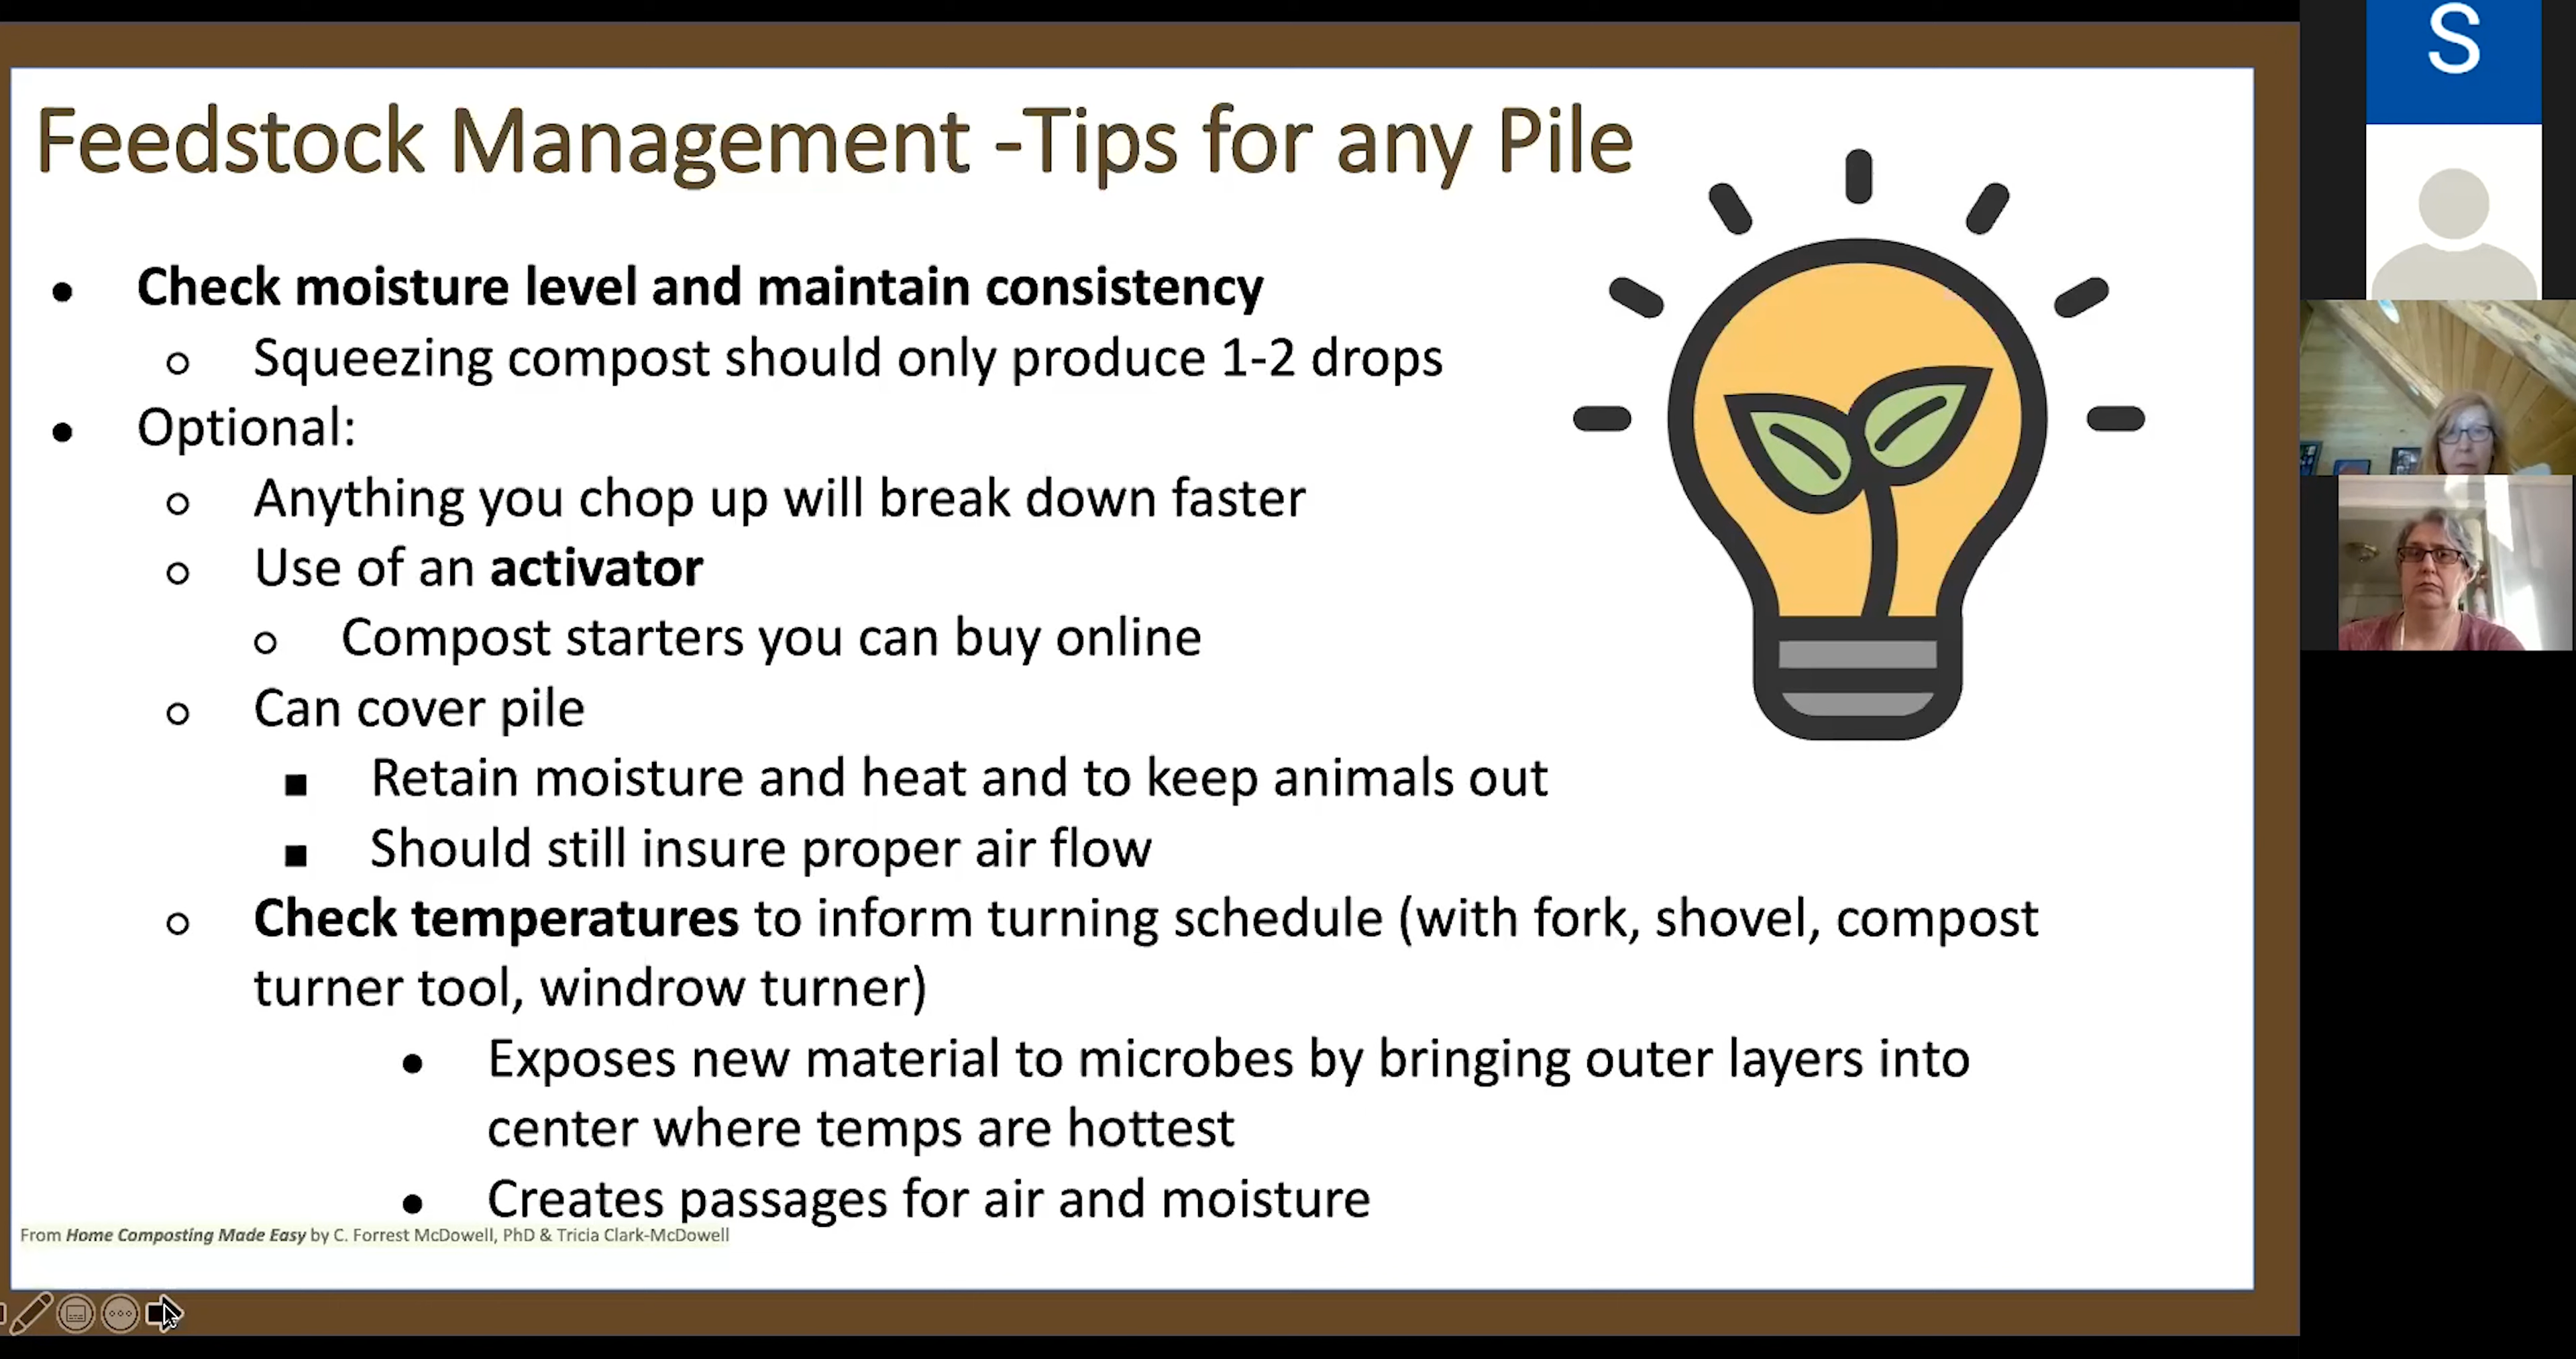 S
Feedstock Management -Tips for any Pile
Check moisture level and maintain consistency
Squeezing compost should only produce 1-2 drops
Optional:
Anything you chop up will break down faster
Use of an activator
Compost starters you can buy online
Can cover pile
Retain moisture and heat and to keep animals out
Should still insure proper air flow
Check temperatures to inform turning schedule (with fork, shovel, compost
turner tool, windrow turner)
Exposes new material to microbes by bringing outer layers into
center where temps are hottest
Creates passages for air and moisture
From Home Composting Made Easy by C. Forrest McDowell, PhD & Tricia Clark-McDowell